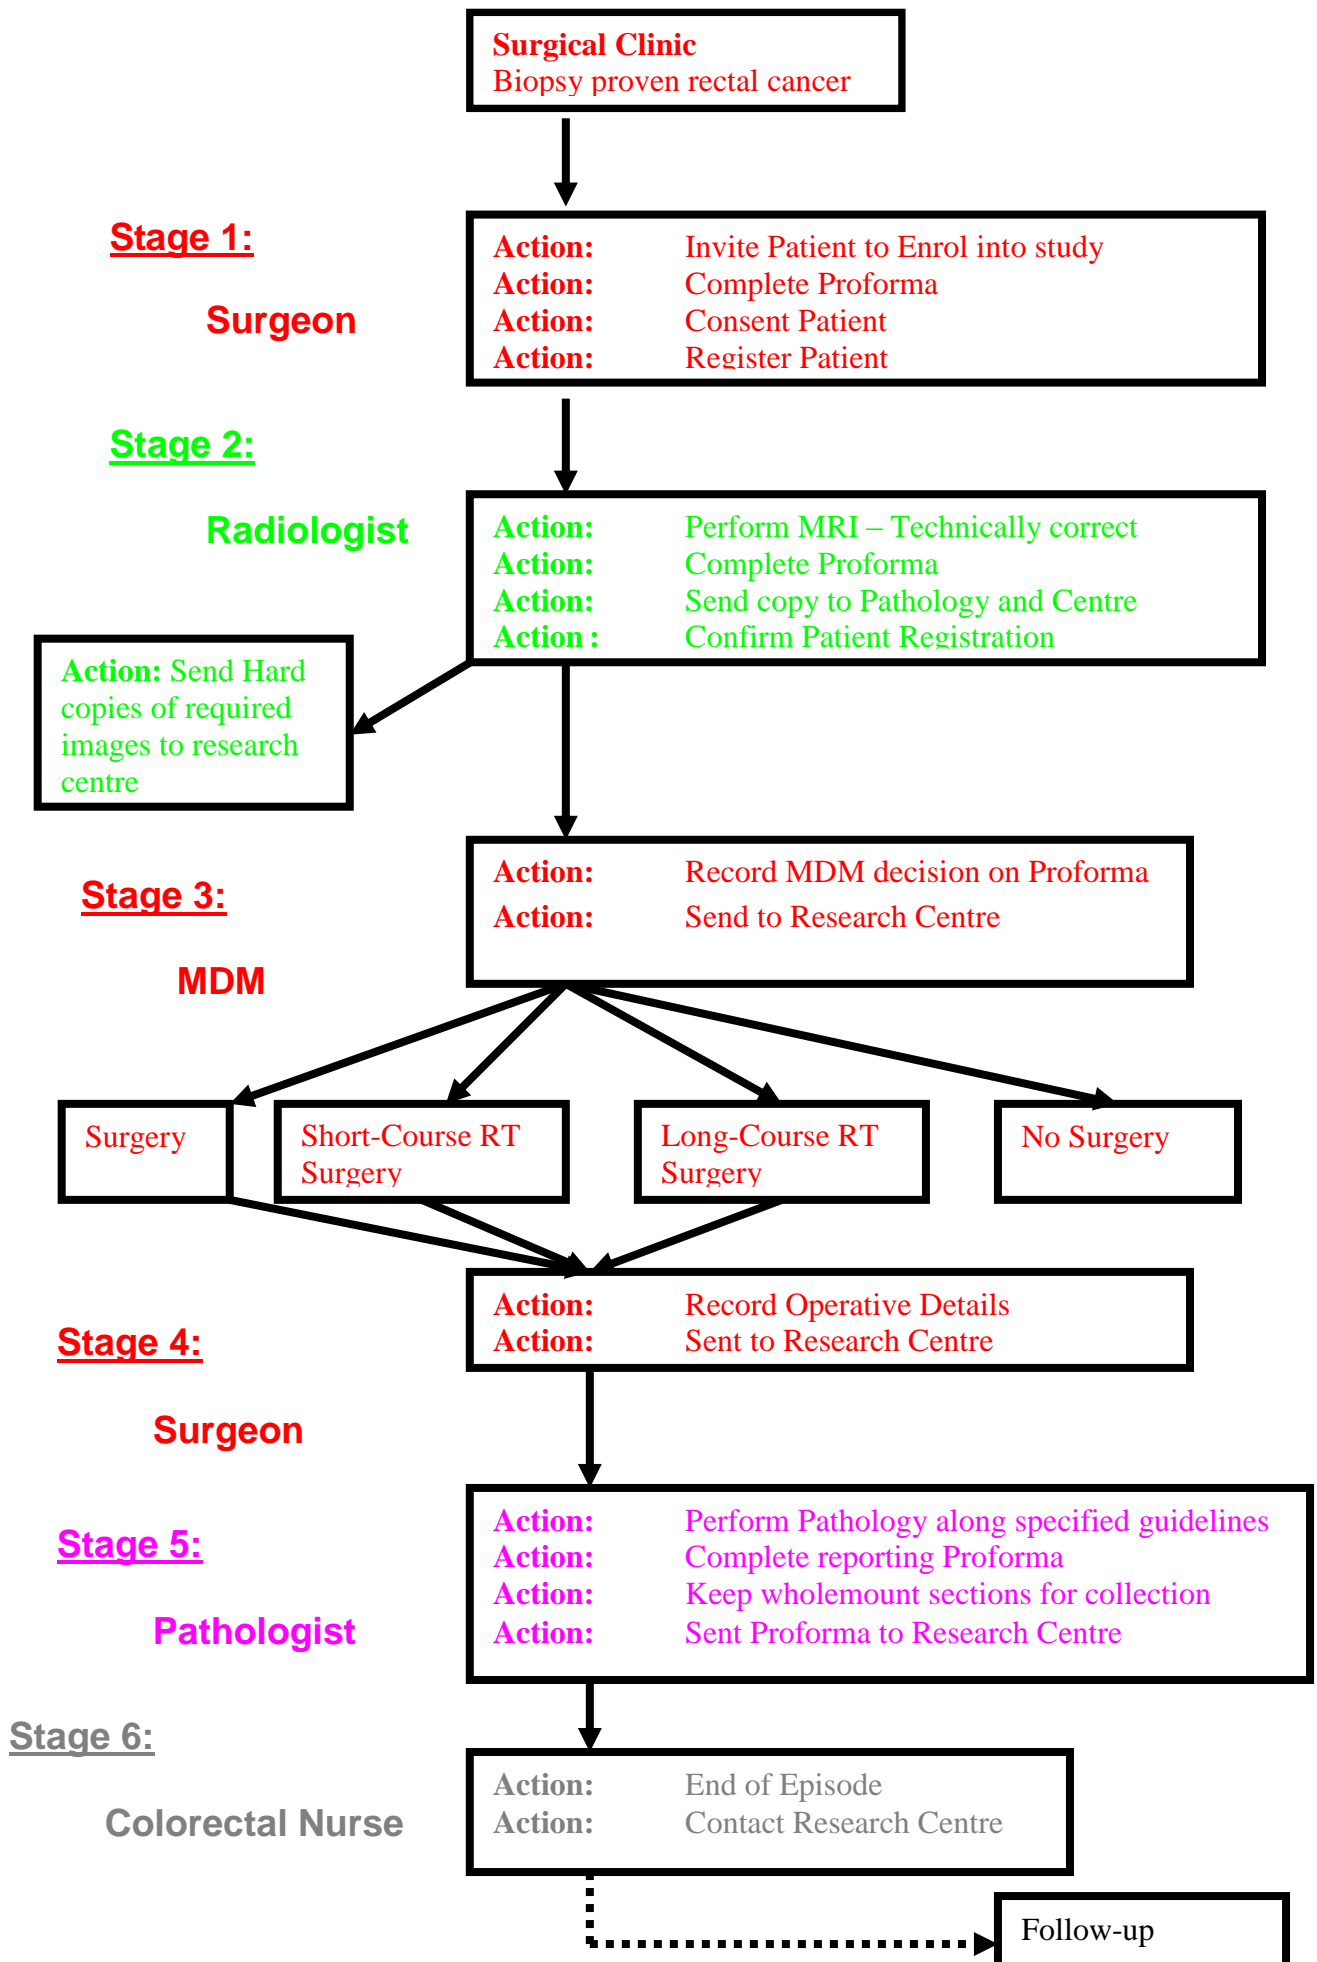 Surgical Clinic
Biopsy proven rectal cancer
Stage 1:
Surgeon
Action: Invite Patient to Enrol into study
Action: Complete Proforma
Action: Consent Patient
Action: Register Patient
Stage 2:
Radiologist
Action: Perform MRI – Technically correct
Action: Complete Proforma
Action: Send copy to Pathology and Centre
Action : Confirm Patient Registration
Action: Send Hard
copies of required
images to research
centre
Stage 3:
MDM
Action: Record MDM decision on Proforma
Action: Send to Research Centre
Surgery
Short-Course RT
Surgery
Long-Course RT
Surgery
No Surgery
Stage 4:
Surgeon
Action: Record Operative Details
Action: Sent to Research Centre
Stage 5:
Pathologist
Action: Perform Pathology along specified guidelines
Action: Complete reporting Proforma
Action: Keep wholemount sections for collection
Action: Sent Proforma to Research Centre
Stage 6:
Colorectal Nurse
Action: End of Episode
Action: Contact Research Centre
Follow-up